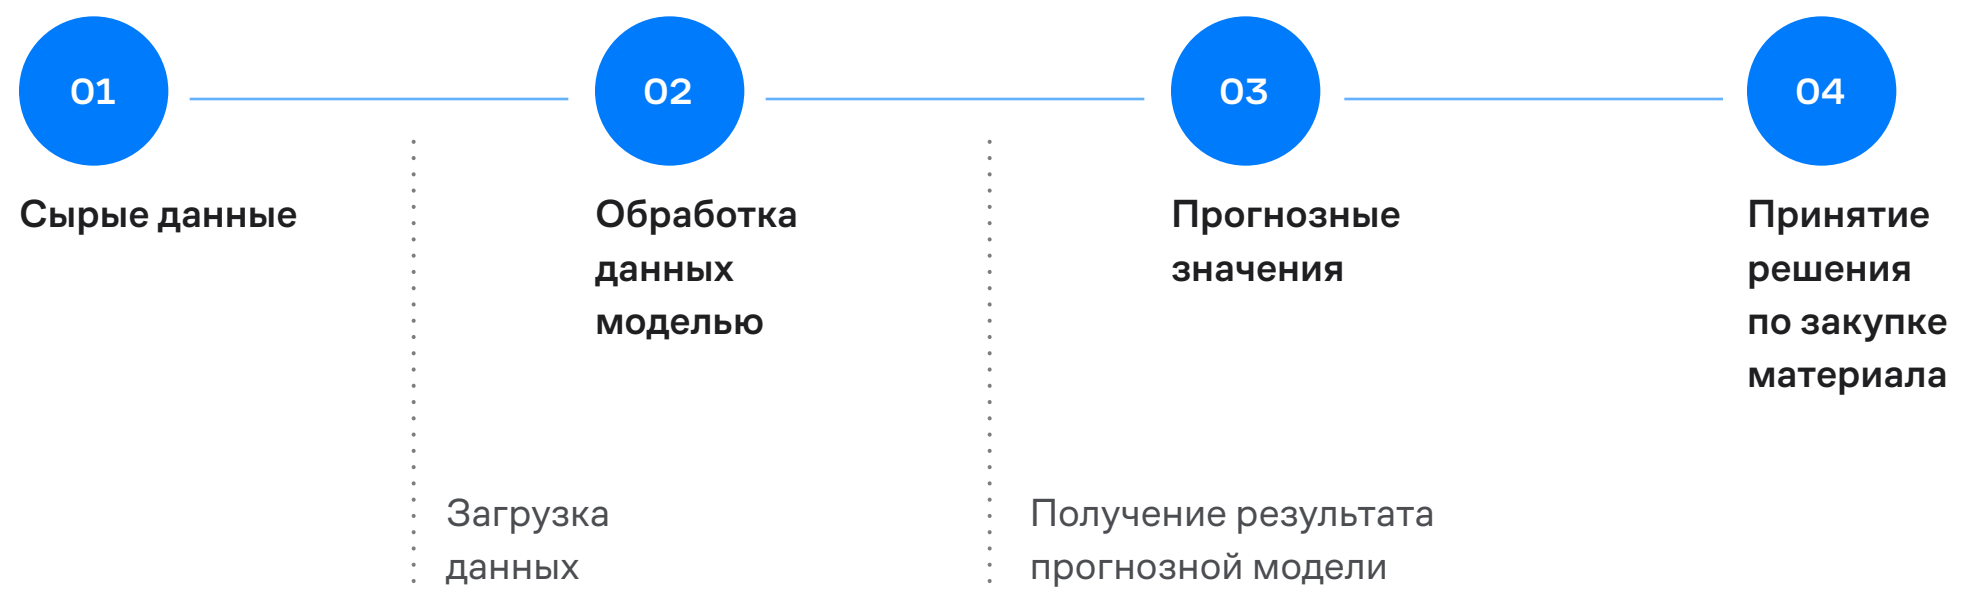 01
02
03
04
Сырые данные
Обработка
данных
моделью
Прогнозные
значения
Принятие
решения
по закупке
материала
Загрузка
данных
Получение результата
прогнозной модели